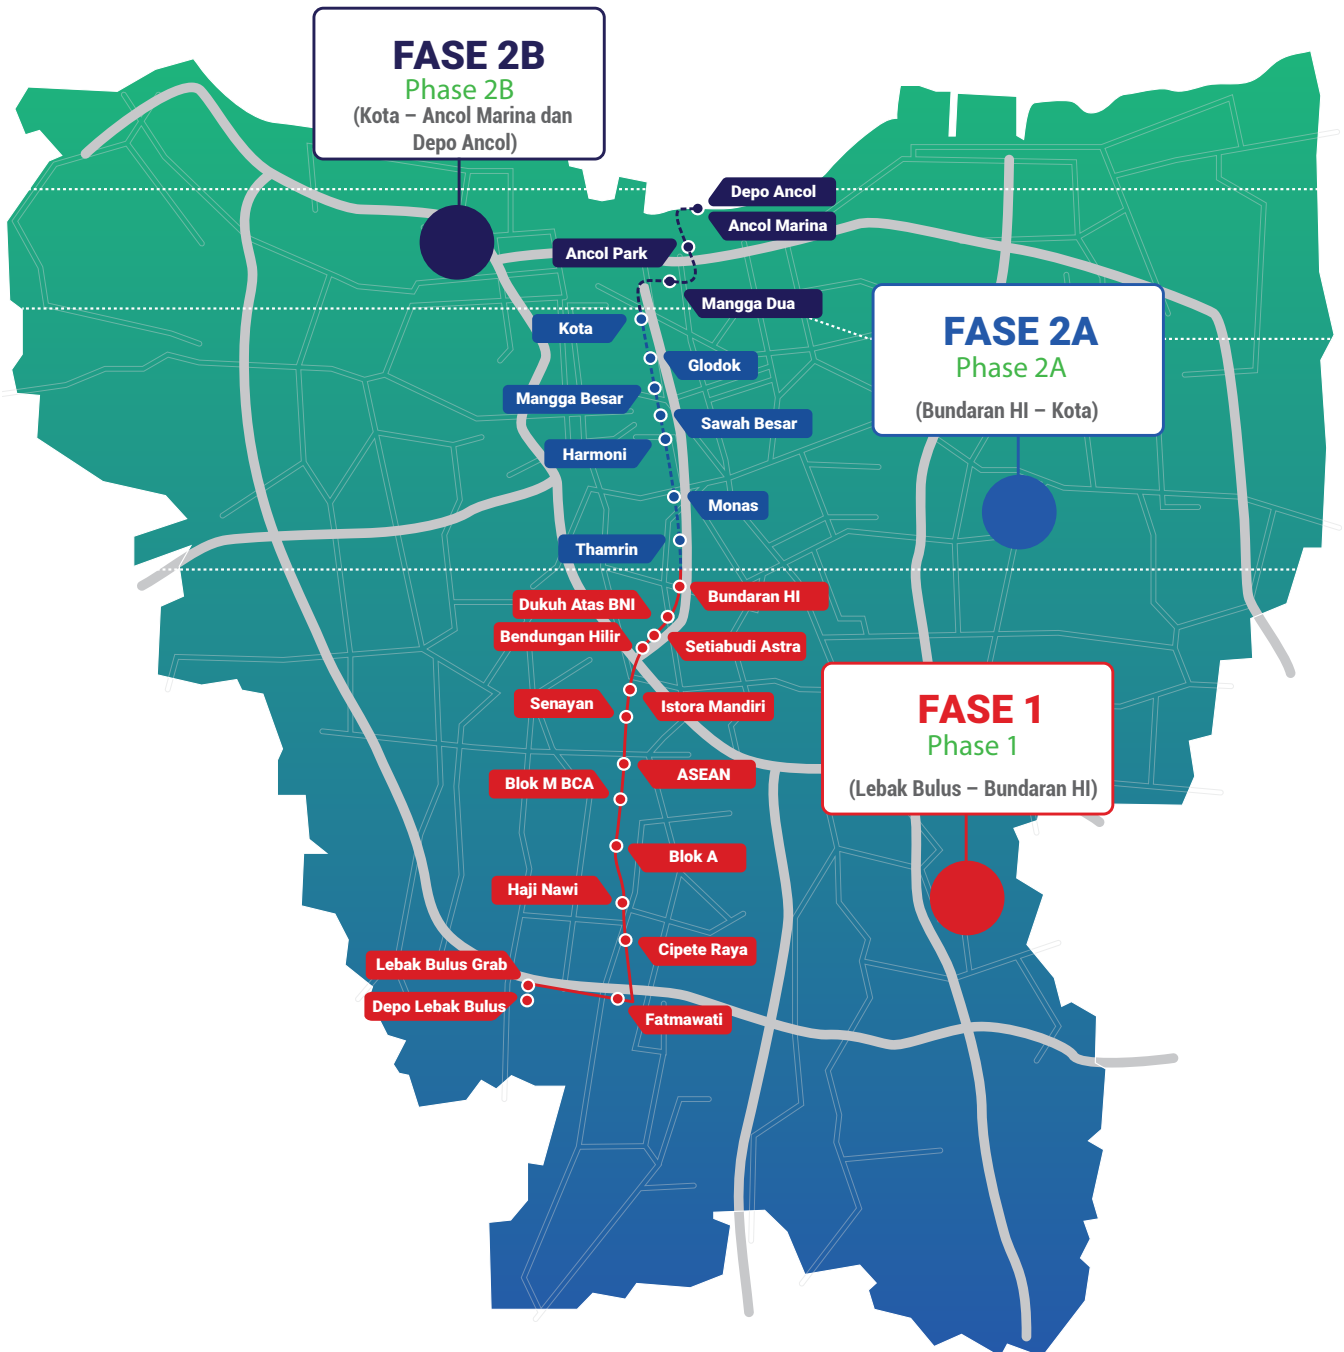 FASE 2B
Phase 2B
(Kota – Ancol Marina dan
Depo Ancol)
Depo Ancol
Ancol Marina
Ancol Park
Mangga Dua
FASE 2A
Phase 2A
(Bundaran HI – Kota)
Kota
Glodok
Mangga Besar
Sawah Besar
Harmoni
Monas
Thamrin
Bundaran HI
Dukuh Atas BNI
Bendungan Hilir
Setiabudi Astra
Senayan
Istora Mandiri
FASE 1
Phase 1
(Lebak Bulus – Bundaran HI)
ASEAN
Blok M BCA
Blok A
Haji Nawi
Cipete Raya
Lebak Bulus Grab
Depo Lebak Bulus
Fatmawati